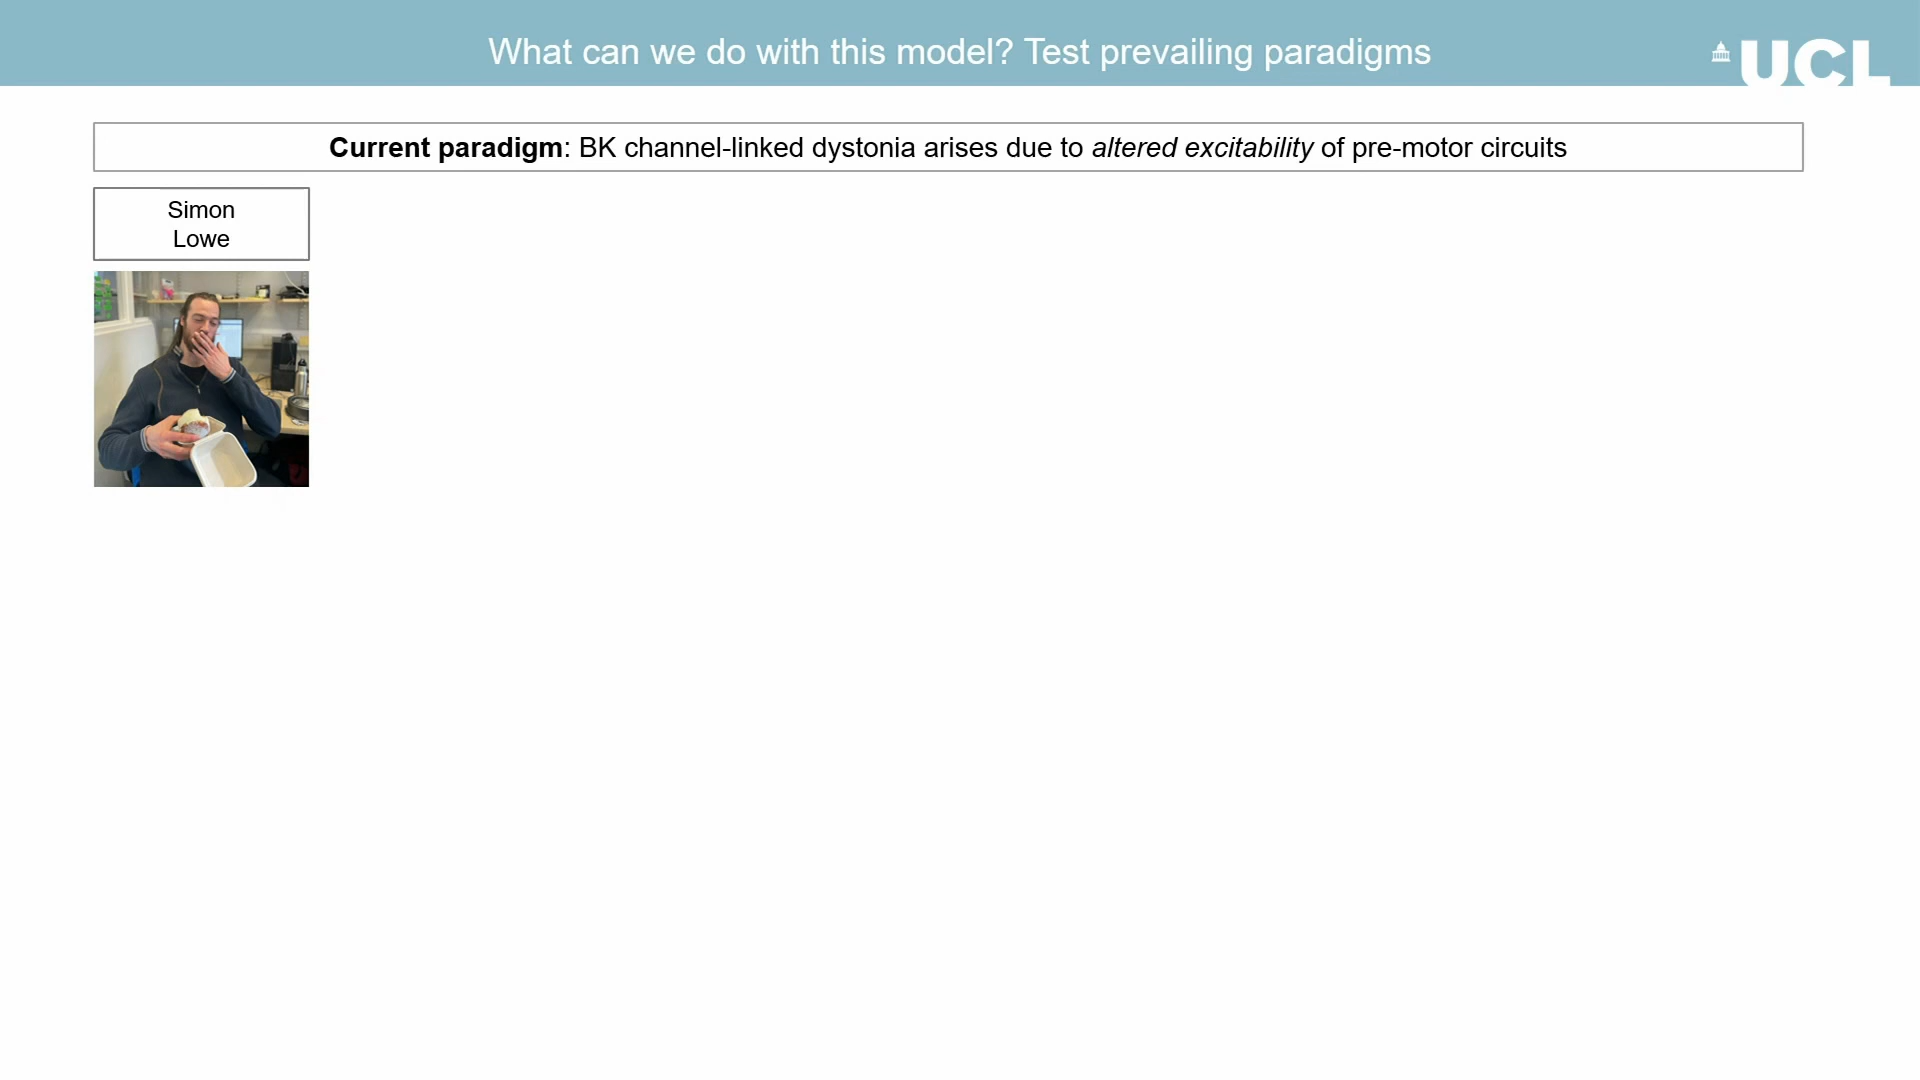 What can we do with this model? Test prevailing paradigms
UCL
Current paradigm: BK channel-linked dystonia arises due to altered excitability of pre-motor circuits
Simon
Lowe